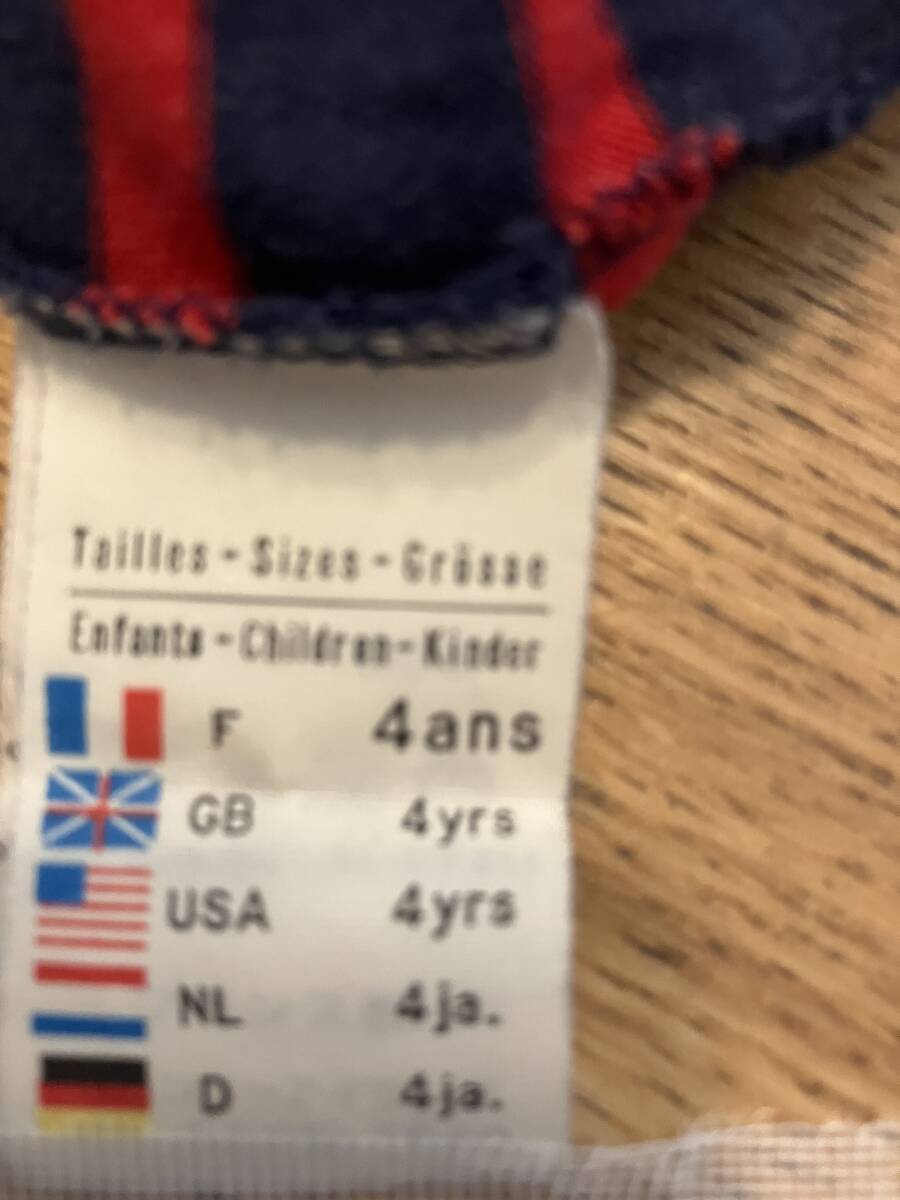 Tailles - Sizes - Grösse
Enfants - Children - Kinder
F 4ans
GB 4yrs
USA 4yrs
NL 4ja.
D 4ja.